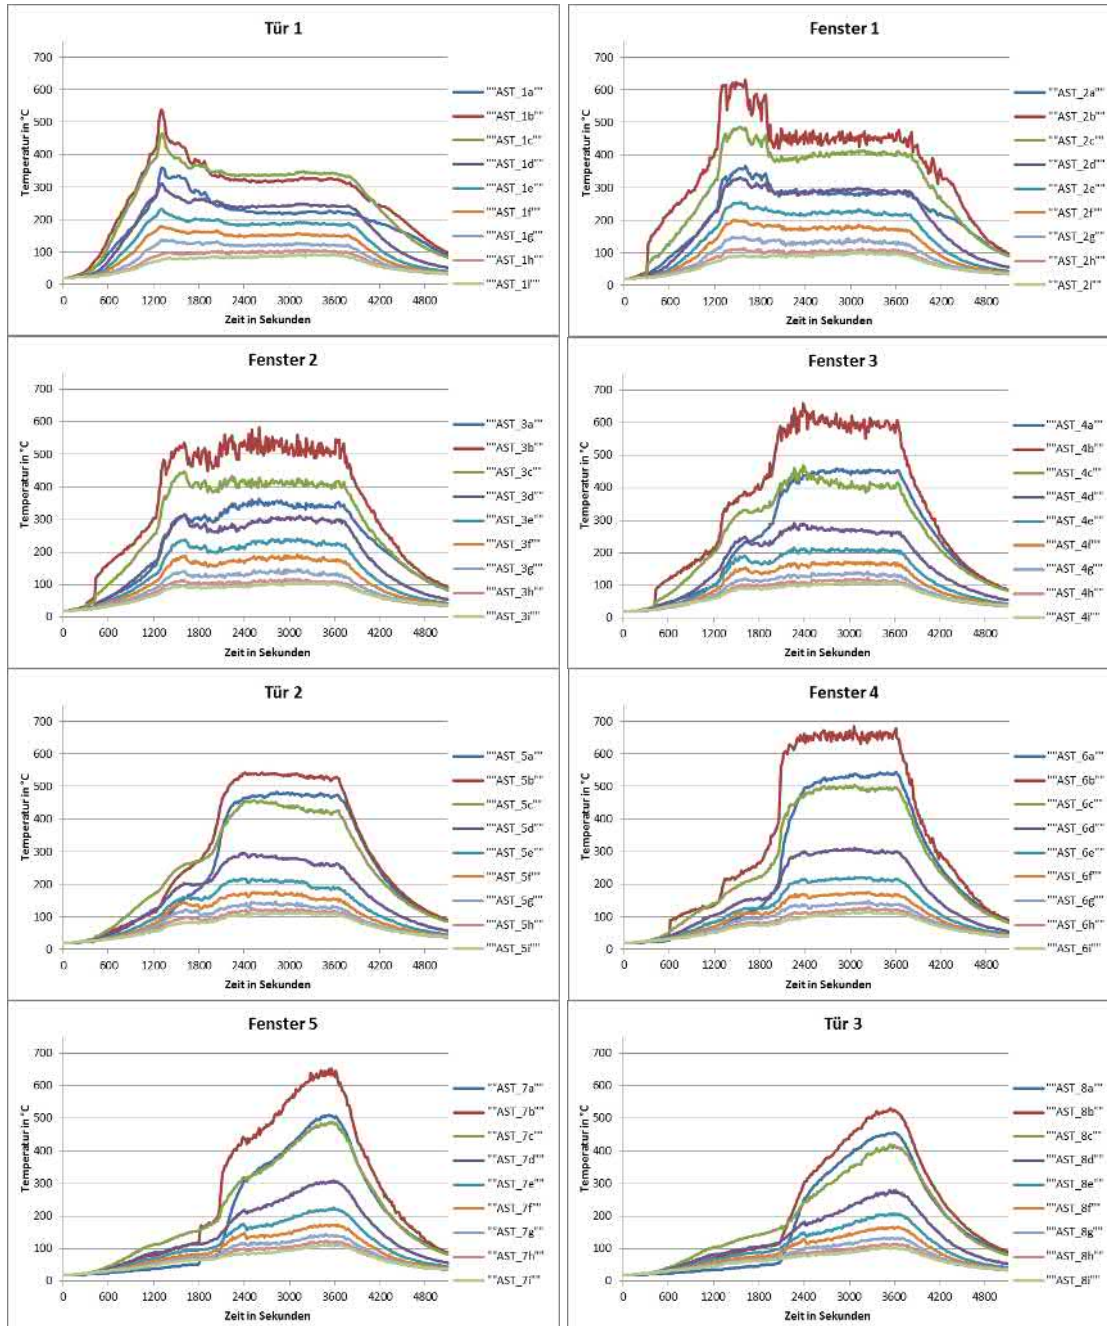 Tür 1
Temperatur in °C
700
600
500
400
300
200
100
0
0 600 1200 1800 2400 3000 3600 4200 4800
Zeit in Sekunden
""AST_1a""
""AST_1b""
""AST_1c""
""AST_1d""
""AST_1e""
""AST_1f""
""AST_1g""
""AST_1h""
""AST_1i""
Fenster 1
Temperatur in °C
700
600
500
400
300
200
100
0
0 600 1200 1800 2400 3000 3600 4200 4800
Zeit in Sekunden
""AST_2a""
""AST_2b""
""AST_2c""
""AST_2d""
""AST_2e""
""AST_2f""
""AST_2g""
""AST_2h""
""AST_2i""
Fenster 2
Temperatur in °C
700
600
500
400
300
200
100
0
0 600 1200 1800 2400 3000 3600 4200 4800
Zeit in Sekunden
""AST_3a""
""AST_3b""
""AST_3c""
""AST_3d""
""AST_3e""
""AST_3f""
""AST_3g""
""AST_3h""
""AST_3i""
Fenster 3
Temperatur in °C
700
600
500
400
300
200
100
0
0 600 1200 1800 2400 3000 3600 4200 4800
Zeit in Sekunden
""AST_4a""
""AST_4b""
""AST_4c""
""AST_4d""
""AST_4e""
""AST_4f""
""AST_4g""
""AST_4h""
""AST_4i""
Tür 2
Temperatur in °C
700
600
500
400
300
200
100
0
0 600 1200 1800 2400 3000 3600 4200 4800
Zeit in Sekunden
""AST_5a""
""AST_5b""
""AST_5c""
""AST_5d""
""AST_5e""
""AST_5f""
""AST_5g""
""AST_5h""
""AST_5i""
Fenster 4
Temperatur in °C
700
600
500
400
300
200
100
0
0 600 1200 1800 2400 3000 3600 4200 4800
Zeit in Sekunden
""AST_6a""
""AST_6b""
""AST_6c""
""AST_6d""
""AST_6e""
""AST_6f""
""AST_6g""
""AST_6h""
""AST_6i""
Fenster 5
Temperatur in °C
700
600
500
400
300
200
100
0
0 600 1200 1800 2400 3000 3600 4200 4800
Zeit in Sekunden
""AST_7a""
""AST_7b""
""AST_7c""
""AST_7d""
""AST_7e""
""AST_7f""
""AST_7g""
""AST_7h""
""AST_7i""
Tür 3
Temperatur in °C
700
600
500
400
300
200
100
0
0 600 1200 1800 2400 3000 3600 4200 4800
Zeit in Sekunden
""AST_8a""
""AST_8b""
""AST_8c""
""AST_8d""
""AST_8e""
""AST_8f""
""AST_8g""
""AST_8h""
""AST_8i""